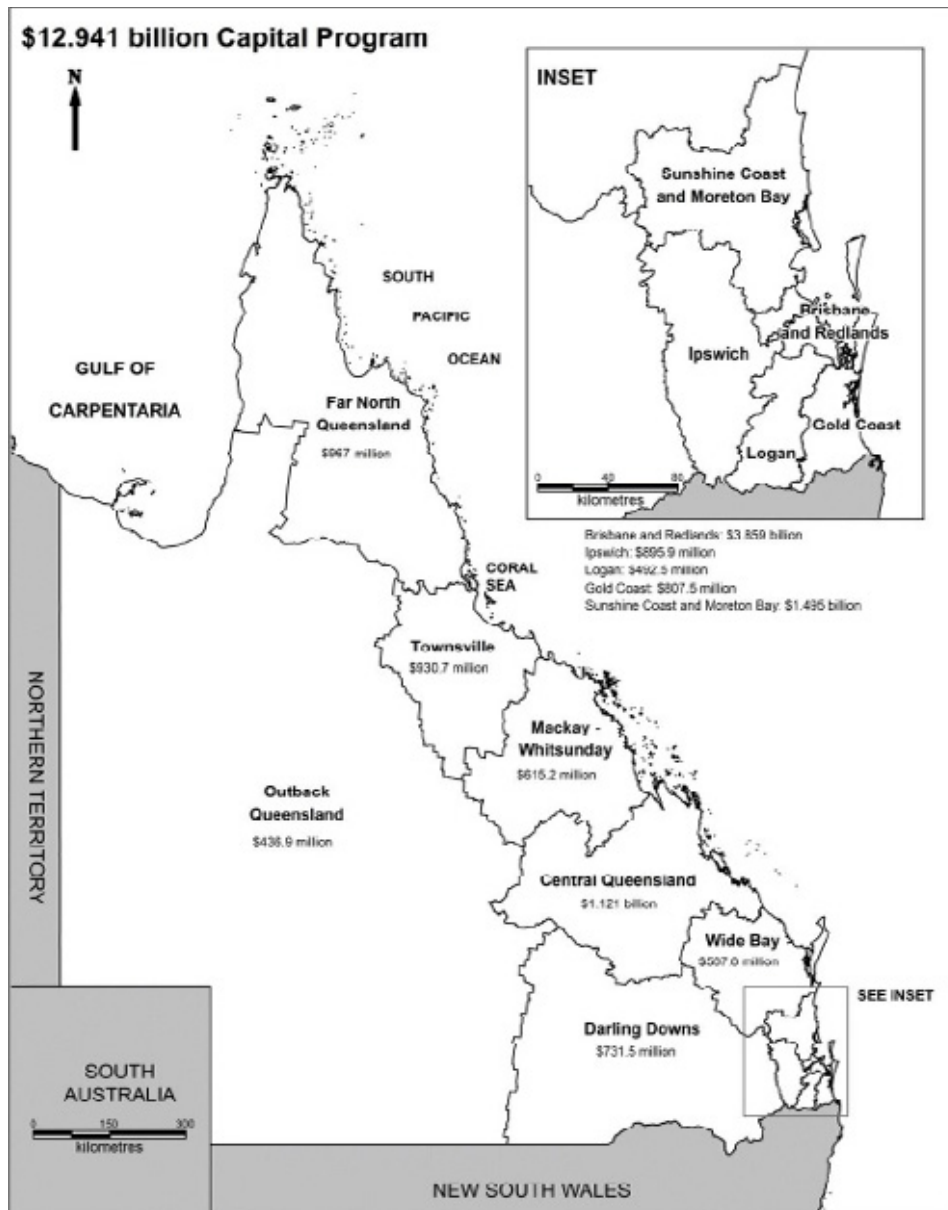 $12.941 billion Capital Program
N
INSET
Sunshine Coast
and Moreton Bay
Brisbane
and Redlands
Ipswich
Gold Coast
Logan
0 40 80
kilometres
SOUTH
PACIFIC
OCEAN
GULF OF
CARPENTARIA
Far North
Queensland
$967 million
Brisbane and Redlands: $3.859 billion
Ipswich: $895.9 million
Logan: $492.5 million
Gold Coast: $807.5 million
Sunshine Coast and Moreton Bay: $1.495 billion
CORAL
SEA
Townsville
$930.7 million
NORTHERN TERRITORY
Mackay -
Whitsunday
$615.2 million
Outback
Queensland
$436.9 million
Central Queensland
$1.121 billion
Wide Bay
million
SEE INSET
Darling Downs
$731.5 million
SOUTH
AUSTRALIA
0 150 300
kilometres
NEW SOUTH WALES